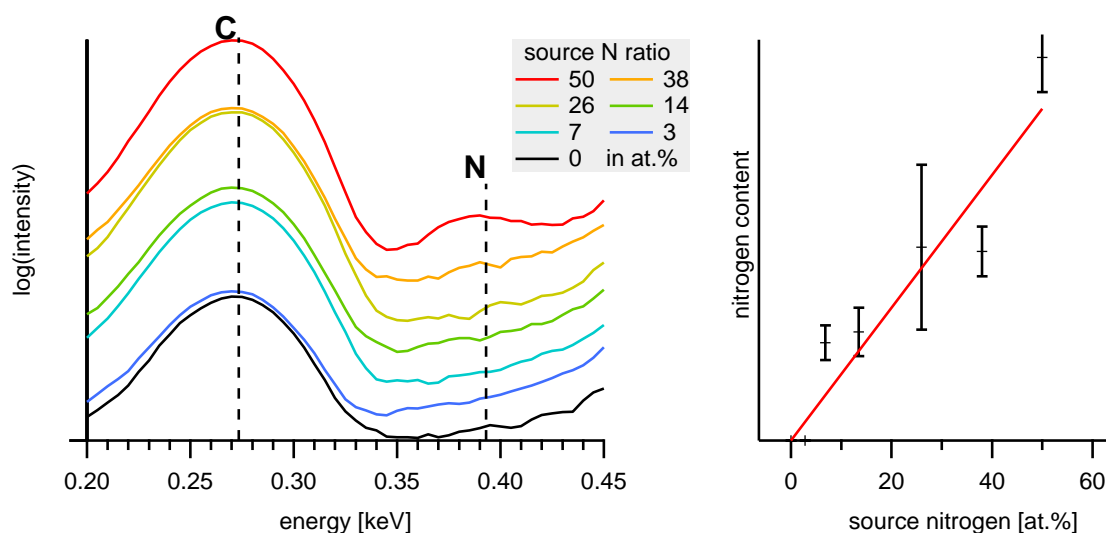 C
N
source N ratio
50 38
26 14
7 3
0 in at.%
log(intensity)
0.20 0.25 0.30 0.35 0.40 0.45
energy [keV]
nitrogen content
0 20 40 60
source nitrogen [at.%]